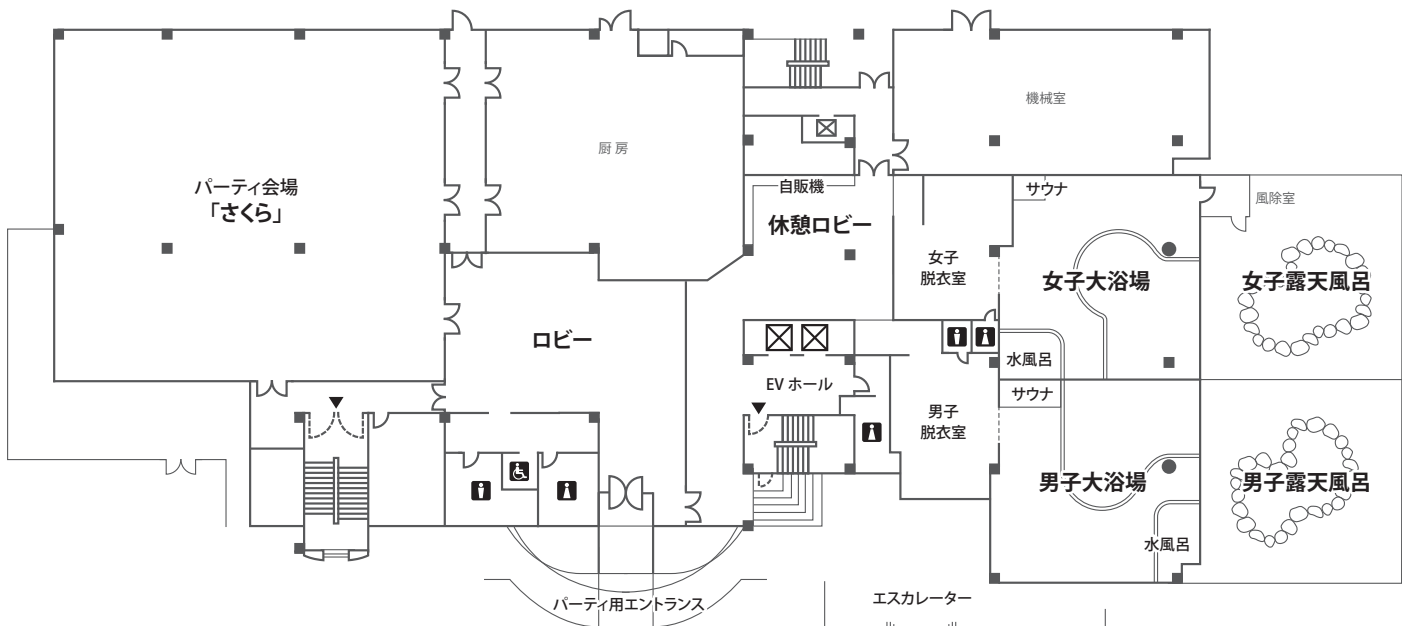 機械室
厨 房
パーティ会場
「さくら」
自販機
休憩ロビー
サウナ
風除室
女子
脱衣室
女子大浴場
女子露天風呂
ロビー
水風呂
EV ホール
サウナ
男子
脱衣室
男子大浴場
男子露天風呂
水風呂
パーティ用エントランス
エスカレーター